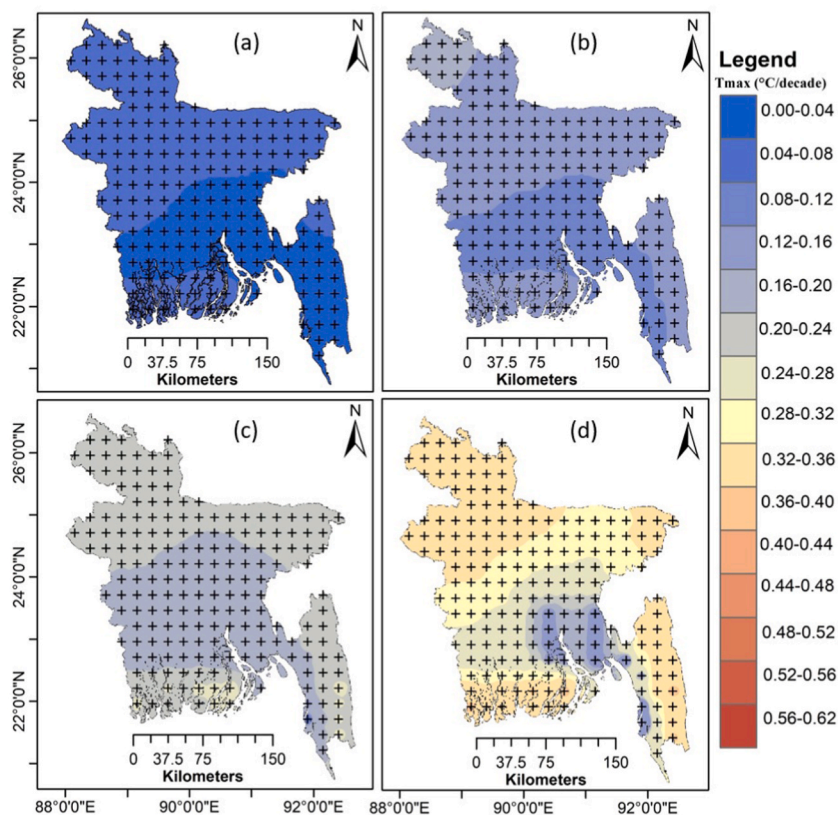 (a)
N
26°0'0"N
24°0'0"N
22°0'0"N
0 37.5 75 150
Kilometers
(b)
N
0 37.5 75 150
Kilometers
Legend
Tmax (°C/decade)
0.00-0.04
0.04-0.08
0.08-0.12
0.12-0.16
0.16-0.20
0.20-0.24
0.24-0.28
0.28-0.32
0.32-0.36
0.36-0.40
0.40-0.44
0.44-0.48
0.48-0.52
0.52-0.56
0.56-0.62
(c)
N
26°0'0"N
24°0'0"N
22°0'0"N
0 37.5 75 150
Kilometers
88°0'0"E 90°0'0"E 92°0'0"E
(d)
N
0 37.5 75 150
Kilometers
88°0'0"E 90°0'0"E 92°0'0"E